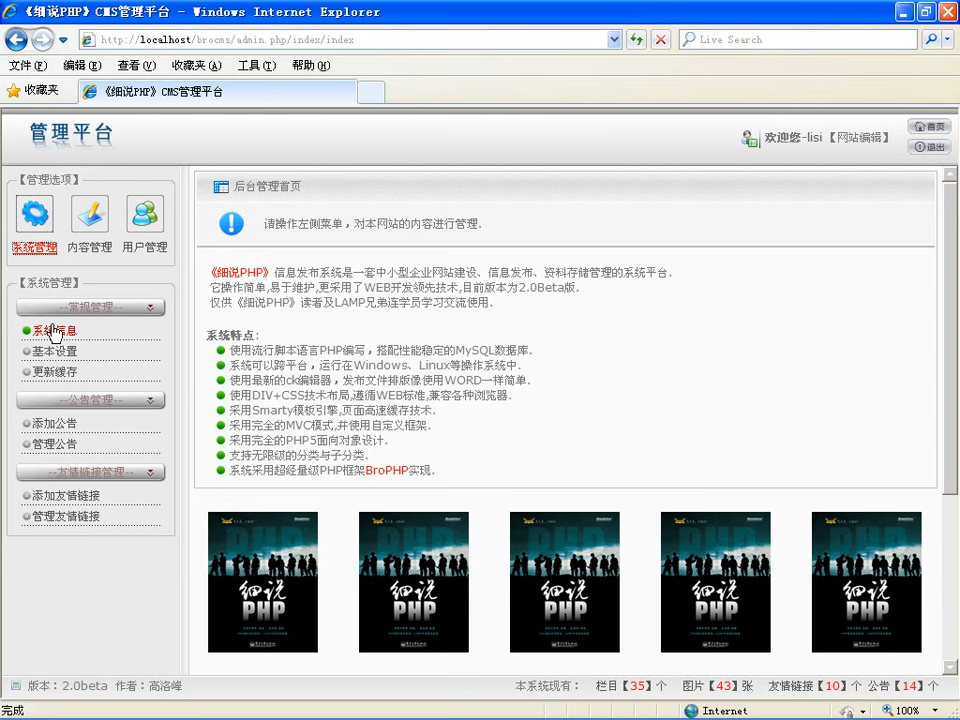 《细说PHP》CMS管理平台 - Windows Internet Explorer
http://localhost/brocms/admin.php/index/index
Live Search
文件(F) 编辑(E) 查看(V) 收藏夹(A) 工具(T) 帮助(H)
收藏夹 《细说PHP》CMS管理平台
管理平台
欢迎您-lisi 【网站编辑】
首页
退出
【管理选项】
系统管理 内容管理 用户管理
【系统管理】
--常规管理--
系统信息
基本设置
更新缓存
--公告管理--
添加公告
管理公告
--友情链接管理--
添加友情链接
管理友情链接
后台管理首页
请操作左侧菜单，对本网站的内容进行管理.
《细说PHP》信息发布系统是一套中小型企业网站建设、信息发布、资料存储管理的系统平台.
它操作简单,易于维护,更采用了WEB开发领先技术,目前版本为2.0Beta版.
仅供《细说PHP》读者及LAMP兄弟连学员学习交流使用.
系统特点:
使用流行脚本语言PHP编写，搭配性能稳定的MySQL数据库.
系统可以跨平台，运行在Windows、Linux等操作系统中.
使用最新的ck编辑器，发布文件排版像使用WORD一样简单.
使用DIV+CSS技术布局,遵循WEB标准,兼容各种浏览器.
采用Smarty模板引擎,页面高速缓存技术.
采用完全的MVC模式,并使用自定义框架.
采用完全的PHP5面向对象设计.
支持无限级的分类与子分类.
系统采用超经量级PHP框架BroPHP实现.
细说
PHP
细说
PHP
细说
PHP
细说
PHP
细说
PHP
版本：2.0beta 作者：高洛峰
本系统现有： 栏目【35】个 图片【43】张 友情链接【10】个 公告【14】个
完成
Internet
100%